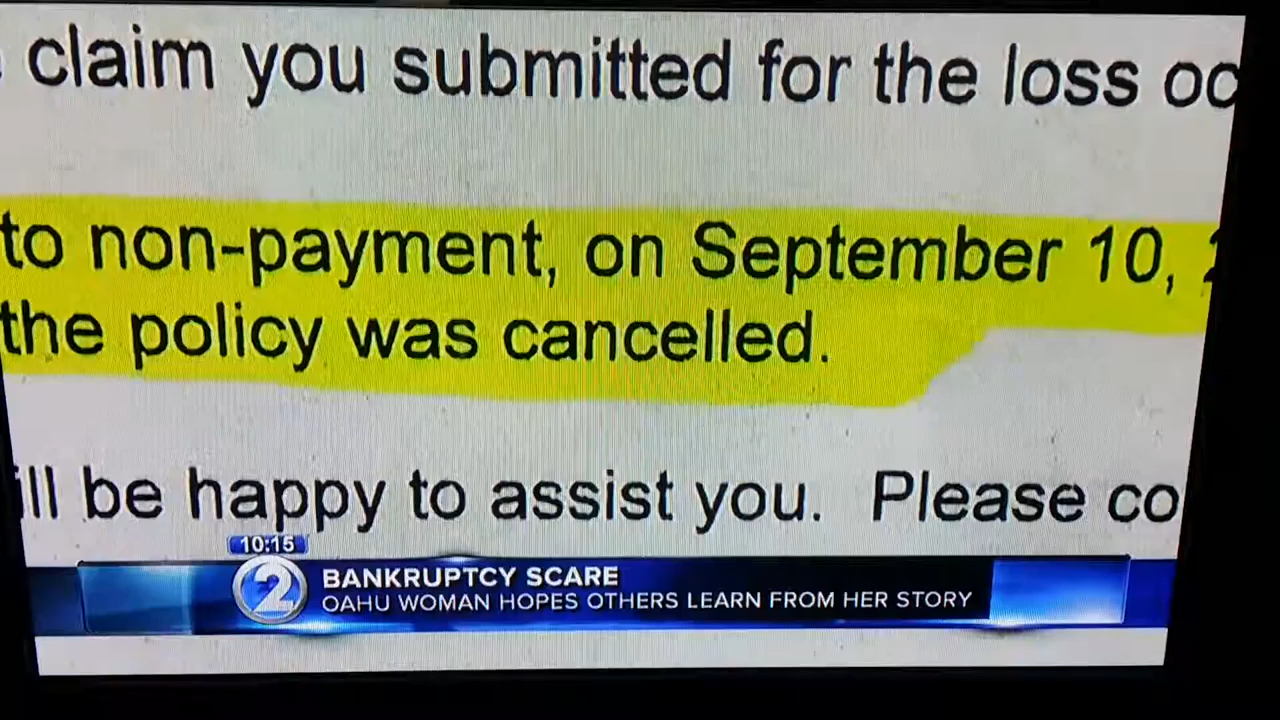 claim you submitted for the loss
to non-payment, on September 10,
the policy was cancelled.
be happy to assist you. Please
10:15
2
BANKRUPTCY SCARE
OAHU WOMAN HOPES OTHERS LEARN FROM HER STORY